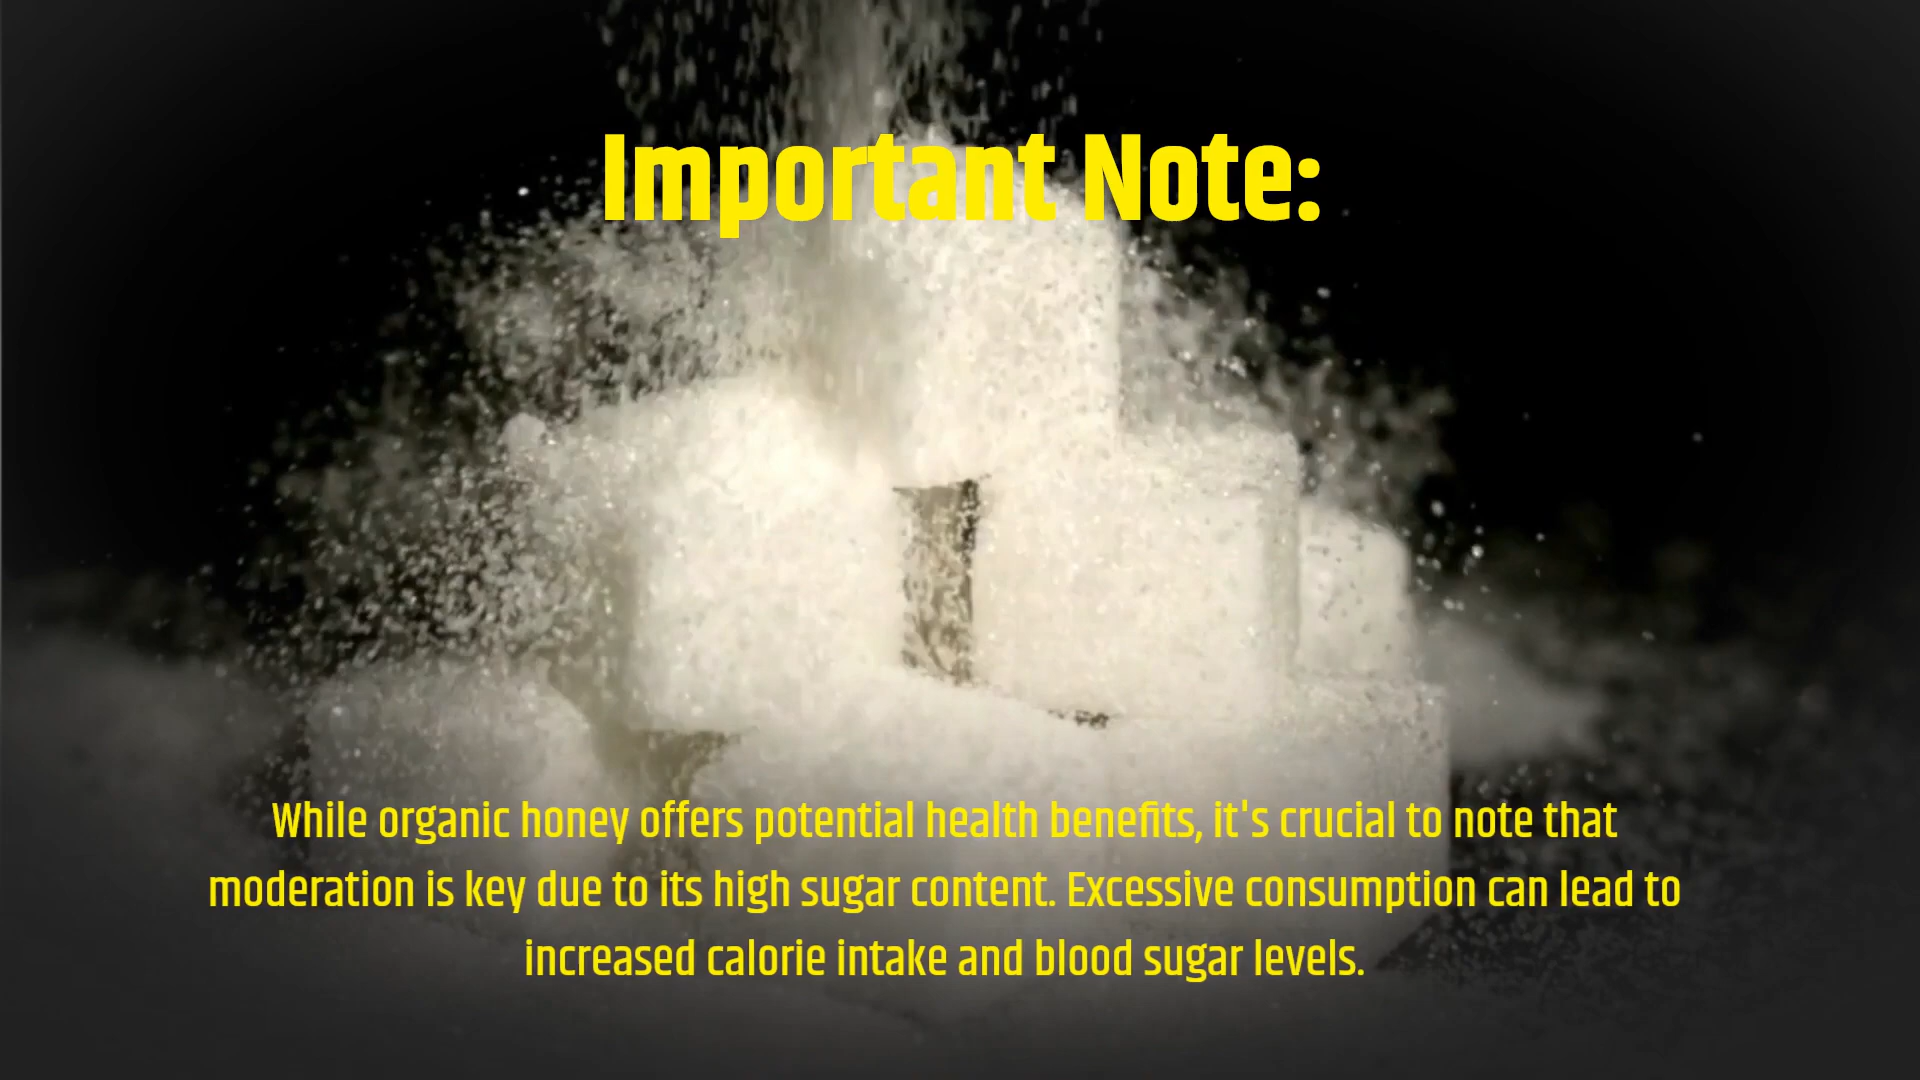 Important Note:
While organic honey offers potential health benefits, it's crucial to note that
moderation is key due to its high sugar content. Excessive consumption can lead to
increased calorie intake and blood sugar levels.